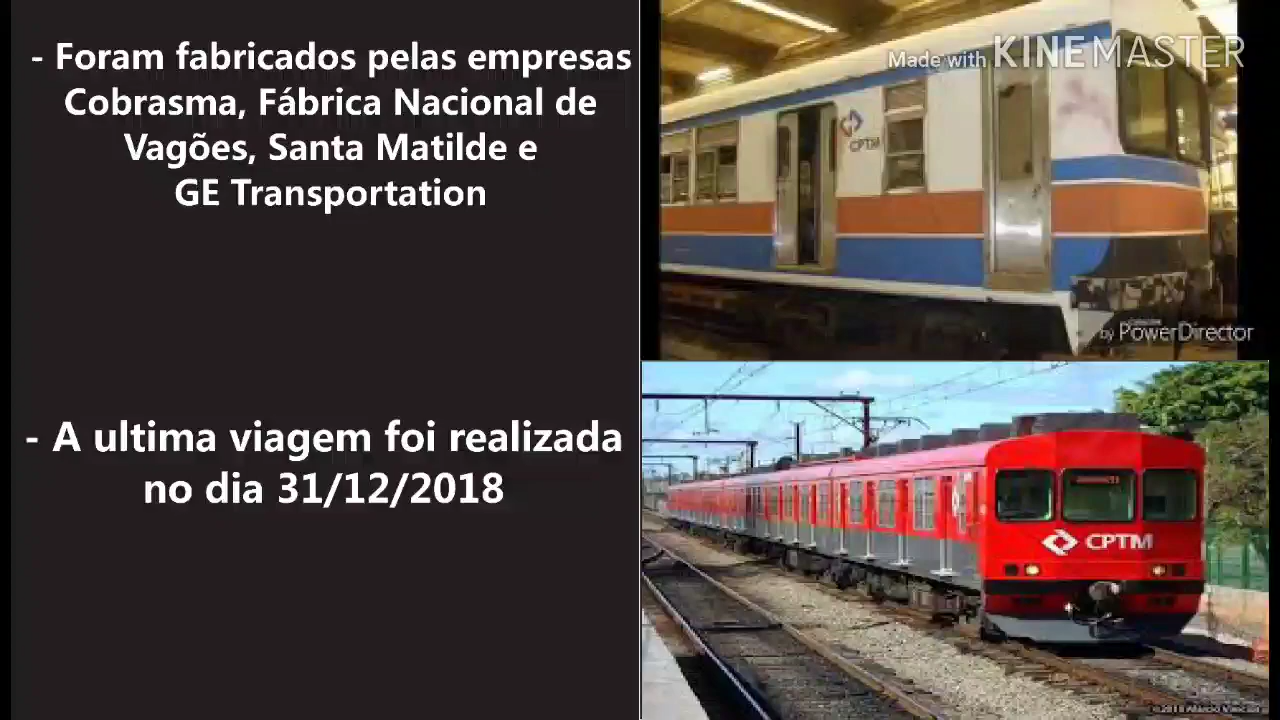 - Foram fabricados pelas empresas
Cobrasma, Fábrica Nacional de
Vagões, Santa Matilde e
GE Transportation
- A ultima viagem foi realizada
no dia 31/12/2018
Made with KINEMASTER
CPTM
by PowerDirector
CPTM